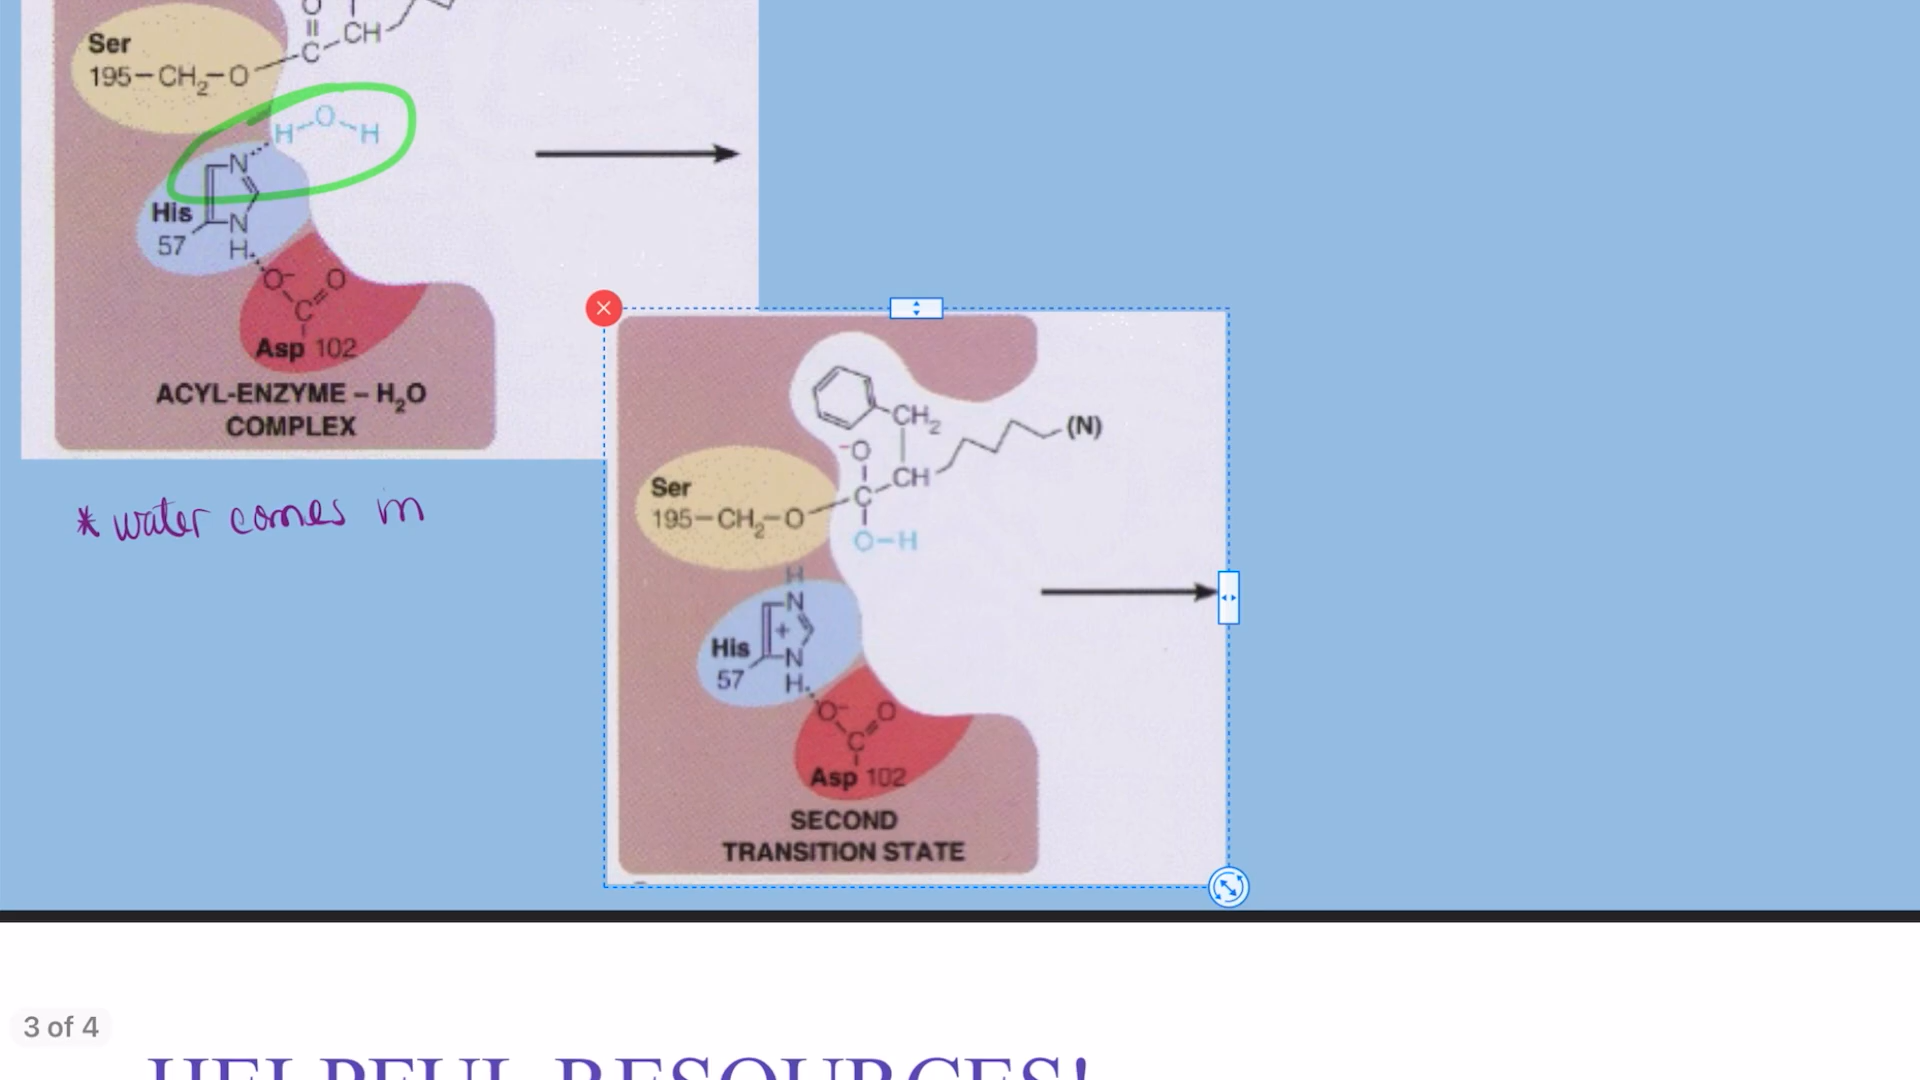 O
C
CH
Ser
195–CH₂–O
H O H
N
His
57
N
H
O⁻ O
C
Asp 102
ACYL-ENZYME – H₂O
COMPLEX
* water comes in
CH₂
(N)
⁻O
CH
Ser
C
195–CH₂–O
O–H
H
N
+
His
N
57
H
O⁻ O
C
Asp 102
SECOND
TRANSITION STATE
3 of 4
HELPFUL RESOURCES!